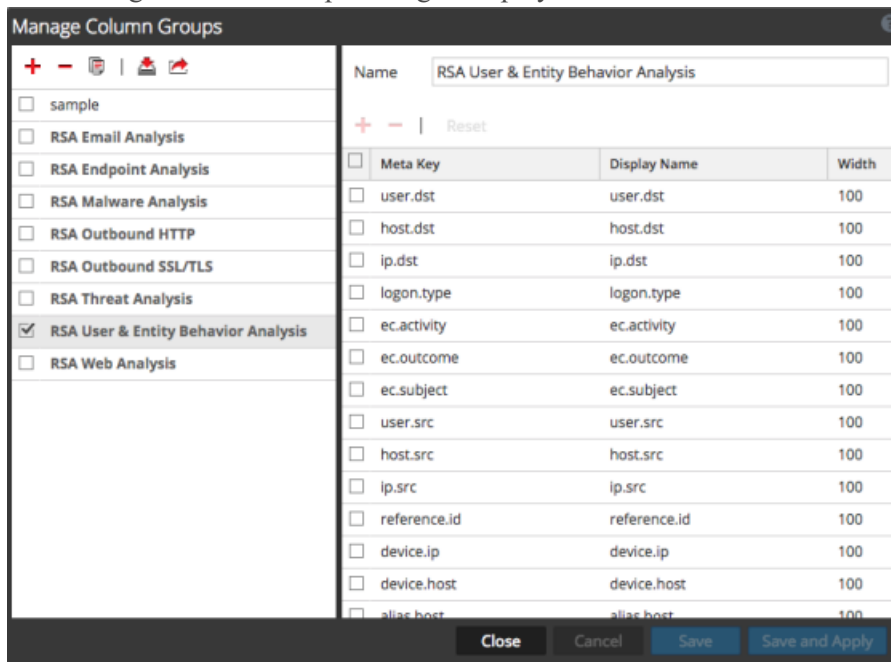 Manage Column Groups
sample
RSA Email Analysis
RSA Endpoint Analysis
RSA Malware Analysis
RSA Outbound HTTP
RSA Outbound SSL/TLS
RSA Threat Analysis
RSA User & Entity Behavior Analysis
RSA Web Analysis
Name RSA User & Entity Behavior Analysis
Reset
Meta Key Display Name Width
user.dst user.dst 100
host.dst host.dst 100
ip.dst ip.dst 100
logon.type logon.type 100
ec.activity ec.activity 100
ec.outcome ec.outcome 100
ec.subject ec.subject 100
user.src user.src 100
host.src host.src 100
ip.src ip.src 100
reference.id reference.id 100
device.ip device.ip 100
device.host device.host 100
alias.host alias.host 100
Close Cancel Save Save and Apply